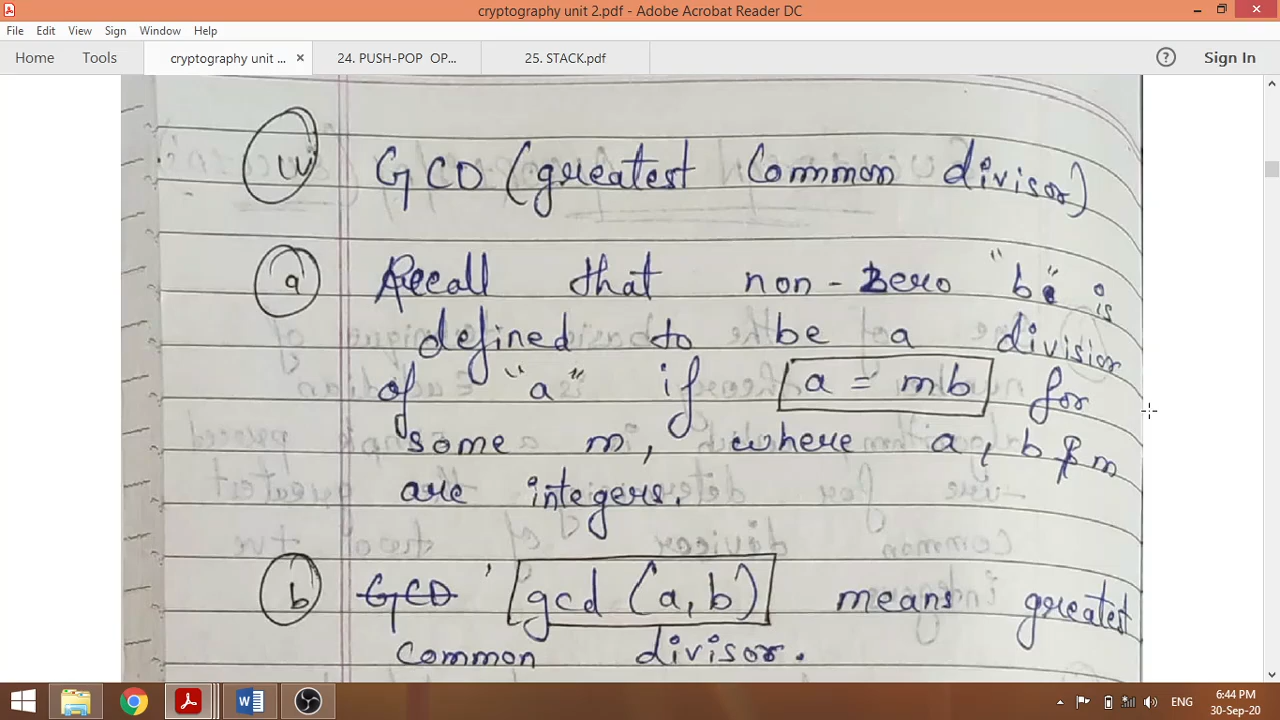 cryptography unit 2.pdf - Adobe Acrobat Reader DC
File Edit View Sign Window Help
Home Tools cryptography unit ... × 24. PUSH-POP OP... 25. STACK.pdf ? Sign In
GCD (greatest Common divisor)
a Recall that non-zero "b" is
defined to be a division
of "a" if a = mb for
some m, where a, b & m
are integers.
b GCD gcd (a, b) means greatest
common divisor.
ENG 6:44 PM
30-Sep-20